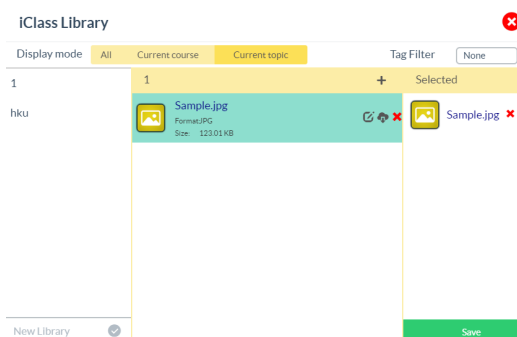 iClass Library
Display mode All Current course Current topic Tag Filter None
1
hku
1 +
Sample.jpg
Format:JPG
Size: 123.01 KB
Selected
Sample.jpg
New Library
Save